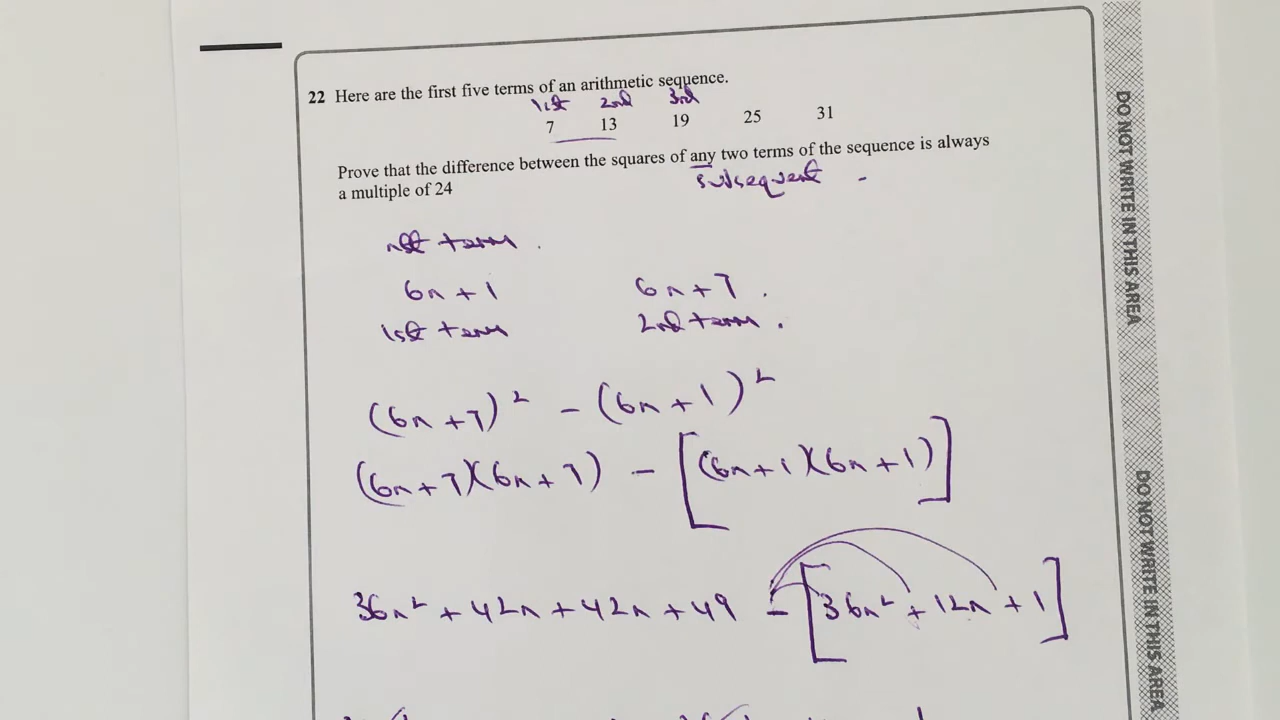 22 Here are the first five terms of an arithmetic sequence.
1st 2nd 3rd
7 13 19 25 31
Prove that the difference between the squares of any two terms of the sequence is always
subsequent
a multiple of 24
nth term.
6n + 1 6n + 7.
1st term 2nd term.
(6n + 7)² - (6n + 1)²
(6n + 7)(6n + 7) - [(6n + 1)(6n + 1)]
36n² + 42n + 42n + 49 - [36n² + 12n + 1]
DO NOT WRITE IN THIS AREA
DO NOT WRITE IN THIS AREA